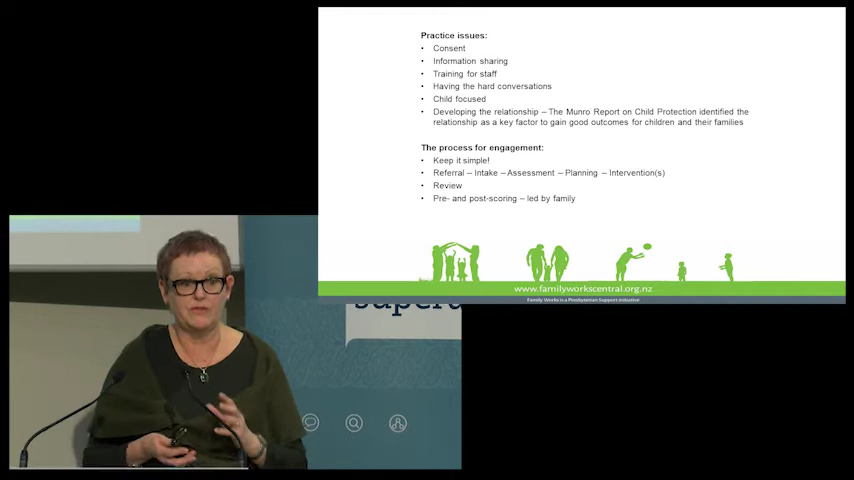 Practice issues:
• Consent
• Information sharing
• Training for staff
• Having the hard conversations
• Child focused
• Developing the relationship – The Munro Report on Child Protection identified the
relationship as a key factor to gain good outcomes for children and their families
The process for engagement:
• Keep it simple!
• Referral – Intake – Assessment – Planning – Intervention(s)
• Review
• Pre- and post-scoring – led by family
www.familyworkscentral.org.nz
Family Works is a Presbyterian Support Initiative